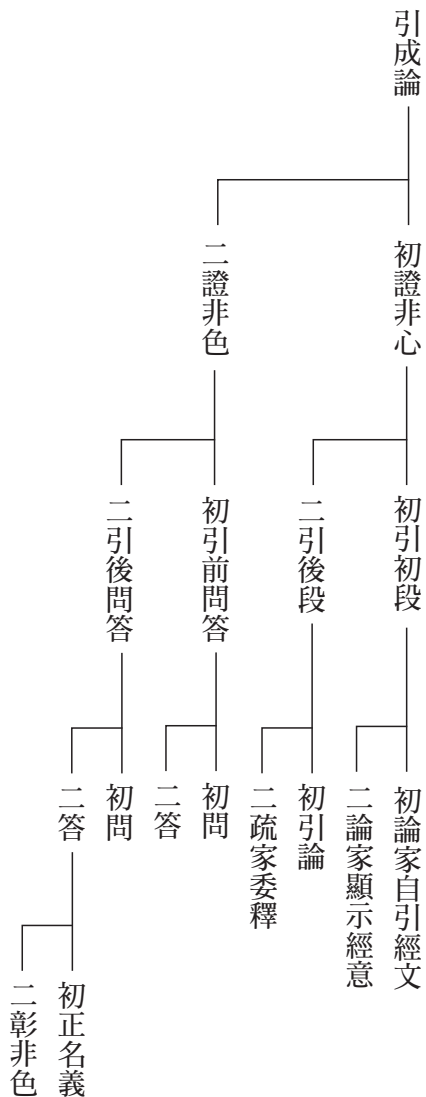 引成論
初證非心
二證非色
初引初段
二引後段
初引前問答
二引後問答
初論家自引經文
二論家顯示經意
初引論
二疏家委釋
初問
二答
初問
二答
初正名義
二彰非色